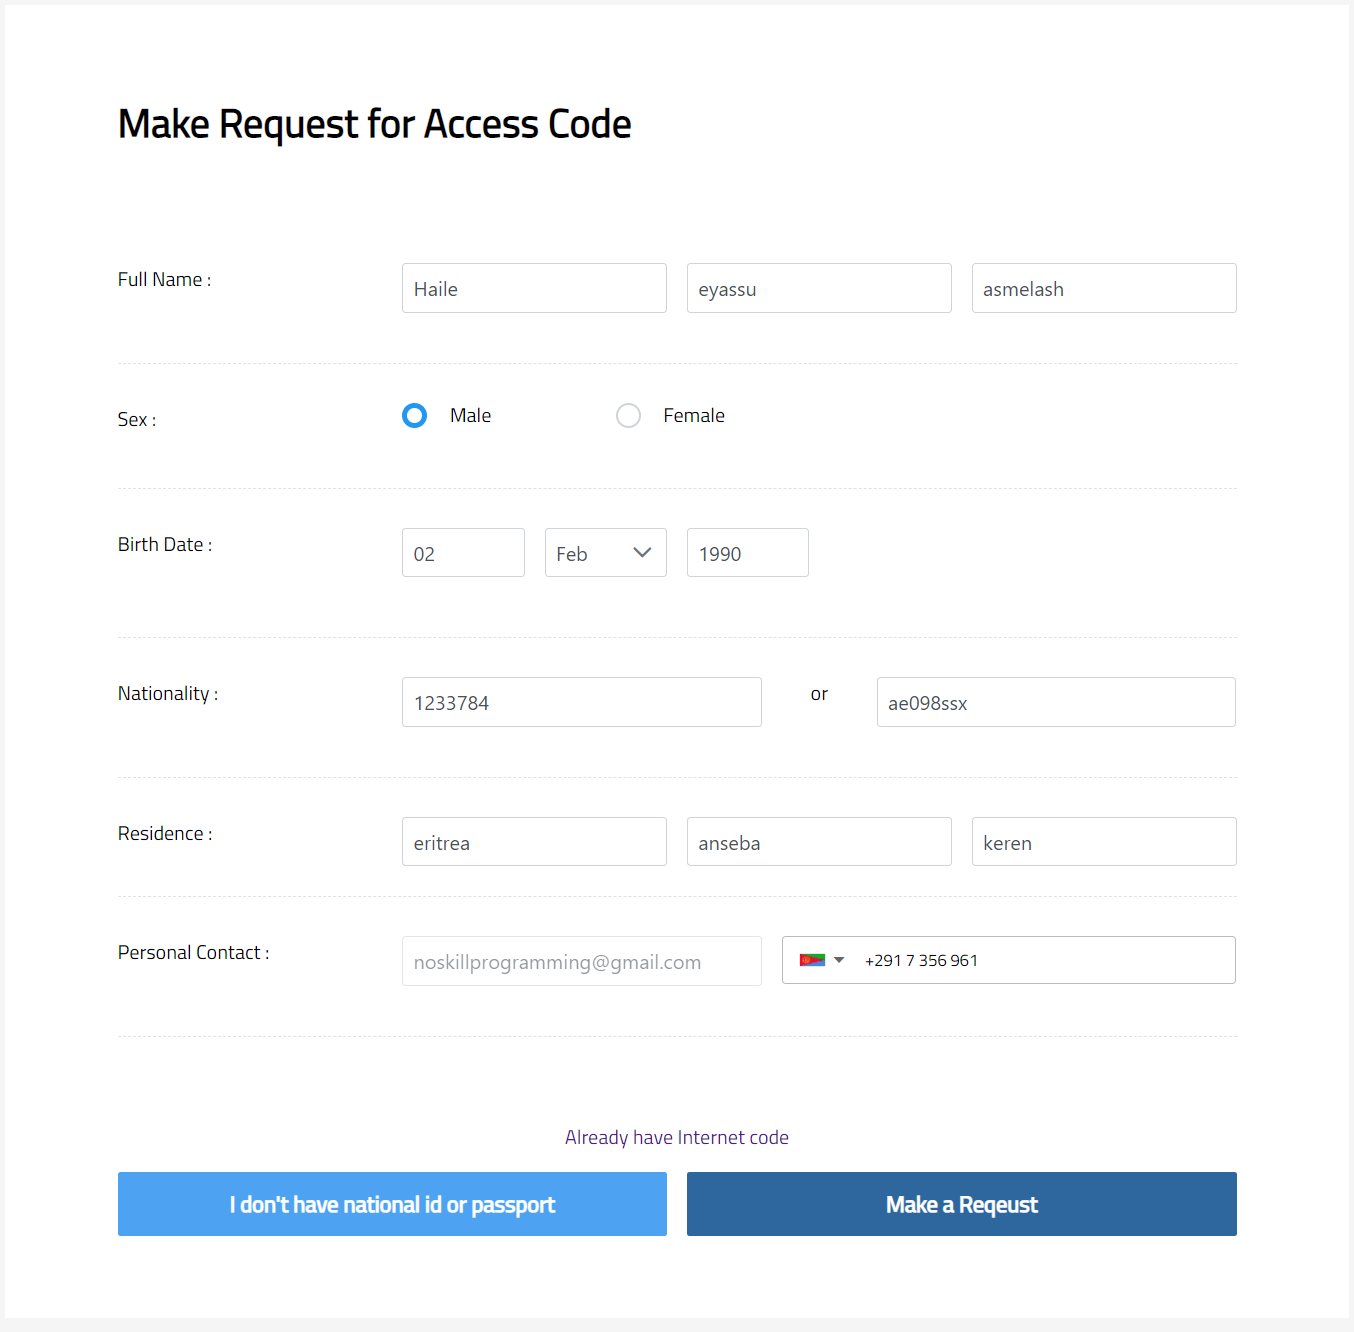 Make Request for Access Code
Full Name : Haile eyassu asmelash
Sex : Male Female
Birth Date : 02 Feb 1990
Nationality : 1233784 or ae098ssx
Residence : eritrea anseba keren
Personal Contact : noskillprogramming@gmail.com +291 7 356 961
Already have Internet code
I don't have national id or passport Make a Reqeust